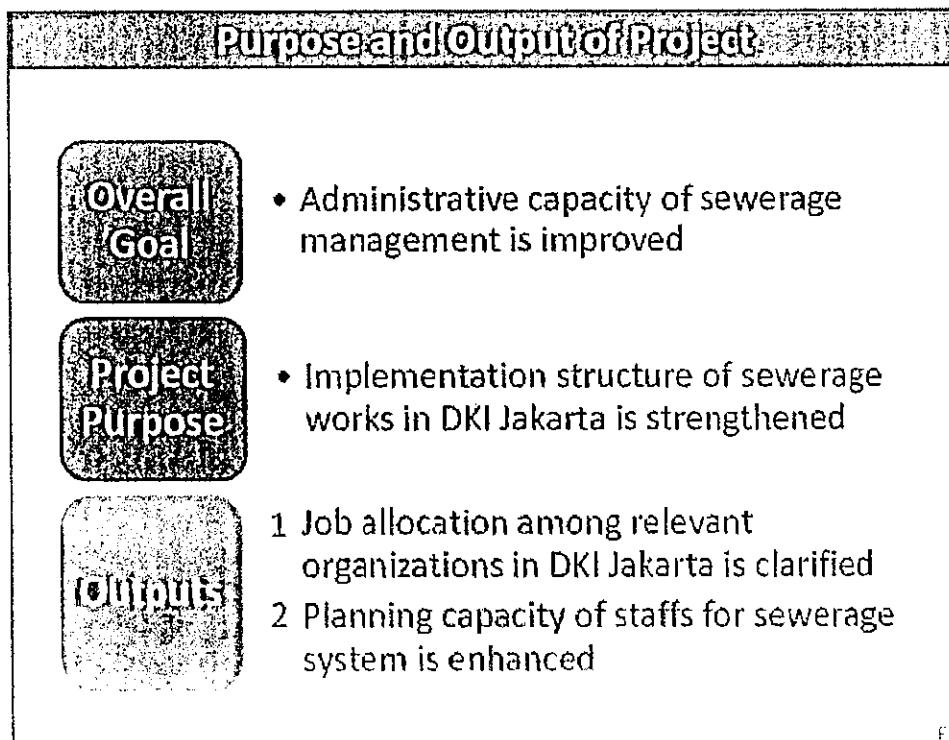 Purpose and Output of Project
Overall
Goal
• Administrative capacity of sewerage
management is improved
Project
Purpose
• Implementation structure of sewerage
works in DKI Jakarta is strengthened
Outputs
1 Job allocation among relevant
organizations in DKI Jakarta is clarified
2 Planning capacity of staffs for sewerage
system is enhanced